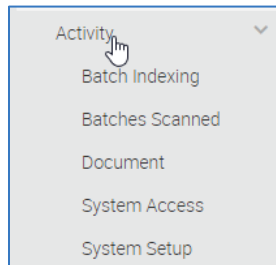 Activity
Batch Indexing
Batches Scanned
Document
System Access
System Setup